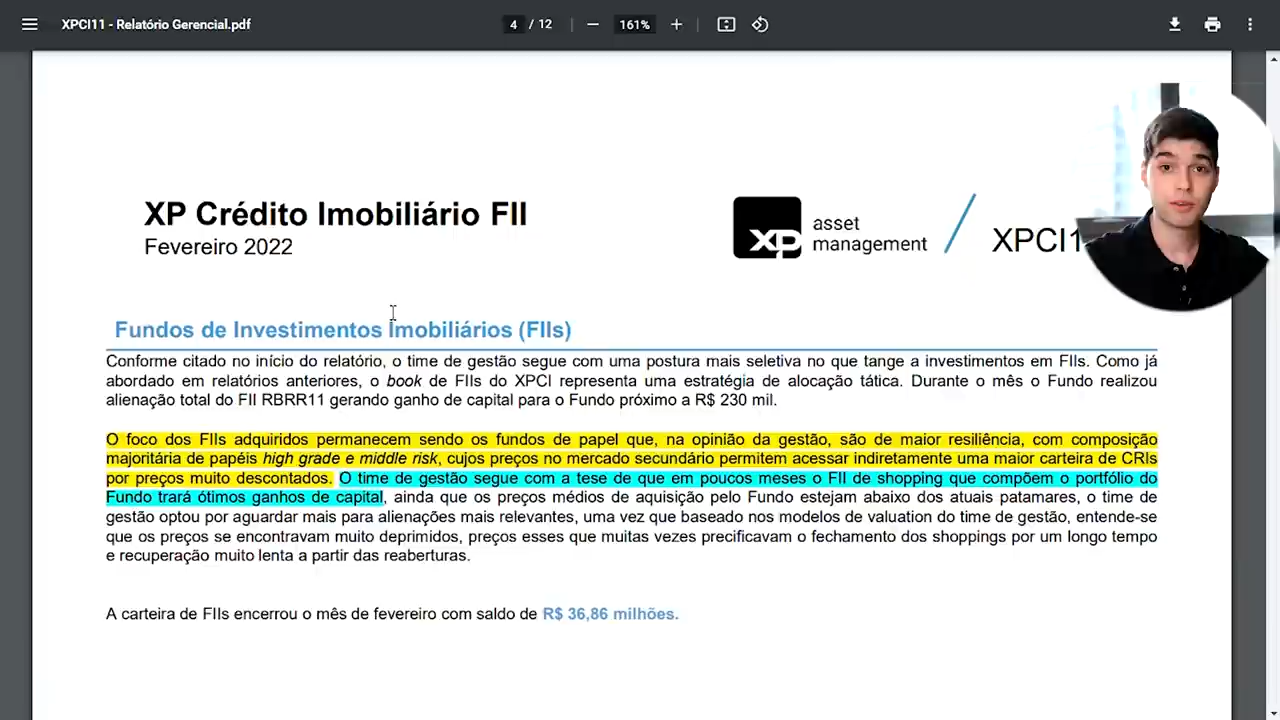 XPCI11 - Relatório Gerencial.pdf
4 / 12
161%
XP Crédito Imobiliário FII
Fevereiro 2022
XP asset
management
XPCI1
Fundos de Investimentos Imobiliários (FIIs)
Conforme citado no início do relatório, o time de gestão segue com uma postura mais seletiva no que tange a investimentos em FIIs. Como já
abordado em relatórios anteriores, o book de FIIs do XPCI representa uma estratégia de alocação tática. Durante o mês o Fundo realizou
alienação total do FII RBRR11 gerando ganho de capital para o Fundo próximo a R$ 230 mil.
O foco dos FIIs adquiridos permanecem sendo os fundos de papel que, na opinião da gestão, são de maior resiliência, com composição
majoritária de papéis high grade e middle risk, cujos preços no mercado secundário permitem acessar indiretamente uma maior carteira de CRIs
por preços muito descontados. O time de gestão segue com a tese de que em poucos meses o FII de shopping que compõem o portfólio do
Fundo trará ótimos ganhos de capital, ainda que os preços médios de aquisição pelo Fundo estejam abaixo dos atuais patamares, o time de
gestão optou por aguardar mais para alienações mais relevantes, uma vez que baseado nos modelos de valuation do time de gestão, entende-se
que os preços se encontravam muito deprimidos, preços esses que muitas vezes precificavam o fechamento dos shoppings por um longo tempo
e recuperação muito lenta a partir das reaberturas.
A carteira de FIIs encerrou o mês de fevereiro com saldo de R$ 36,86 milhões.